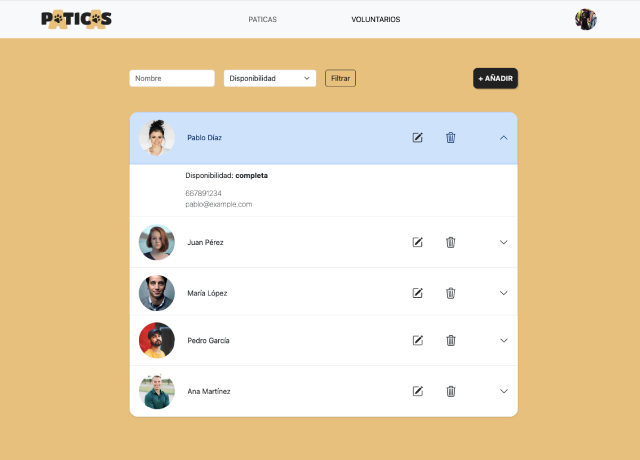 PATICAS
PATICAS
VOLUNTARIOS
Nombre
Disponibilidad
Filtrar
+ AÑADIR
Pablo Díaz
Disponibilidad: completa
667891234
pablo@example.com
Juan Pérez
María López
Pedro García
Ana Martínez